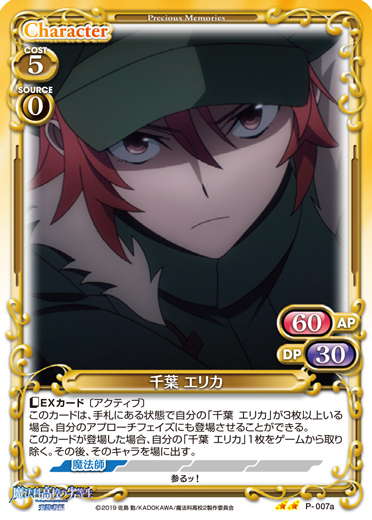 Precious Memories
Character
COST
5
SOURCE
0
60 AP
DP 30
千葉 エリカ
EXカード〔アクティブ〕
このカードは、手札にある状態で自分の「千葉 エリカ」が3枚以上いる
場合、自分のアプローチフェイズにも登場させることができる。
このカードが登場した場合、自分の「千葉 エリカ」1枚をゲームから取り
除く。その後、そのキャラを場に出す。
魔法師
参るッ!
魔法科高校の劣等生
来訪者編
P-007a
©2019 佐島 勤/KADOKAWA/魔法科高校2製作委員会